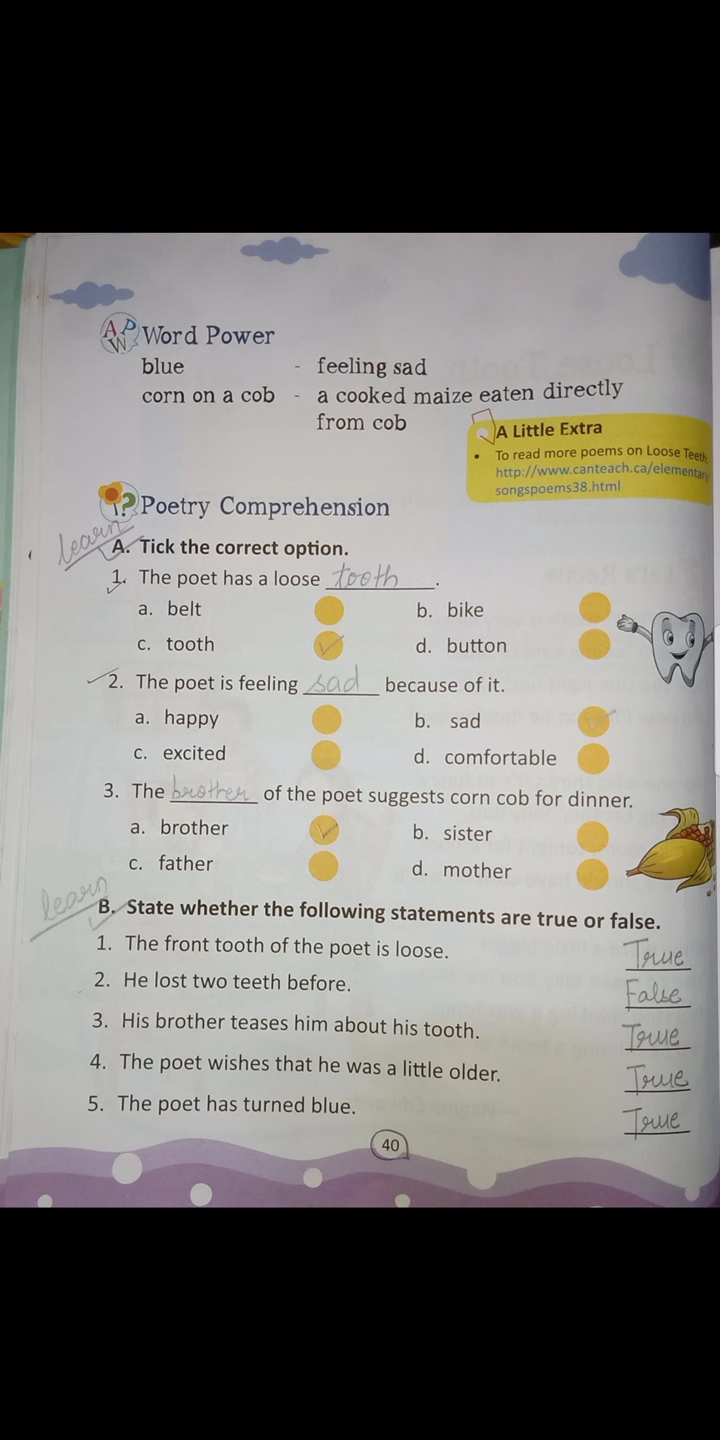 APW Word Power
blue - feeling sad
corn on a cob - a cooked maize eaten directly
from cob
A Little Extra
• To read more poems on Loose Teeth
http://www.canteach.ca/elementary
songspoems38.html
1? Poetry Comprehension
learn
A. Tick the correct option.
1. The poet has a loose tooth.
a. belt b. bike
c. tooth d. button
2. The poet is feeling sad because of it.
a. happy b. sad
c. excited d. comfortable
3. The brother of the poet suggests corn cob for dinner.
a. brother b. sister
c. father d. mother
learn
B. State whether the following statements are true or false.
1. The front tooth of the poet is loose. True
2. He lost two teeth before. False
3. His brother teases him about his tooth. True
4. The poet wishes that he was a little older. True
5. The poet has turned blue. True
40